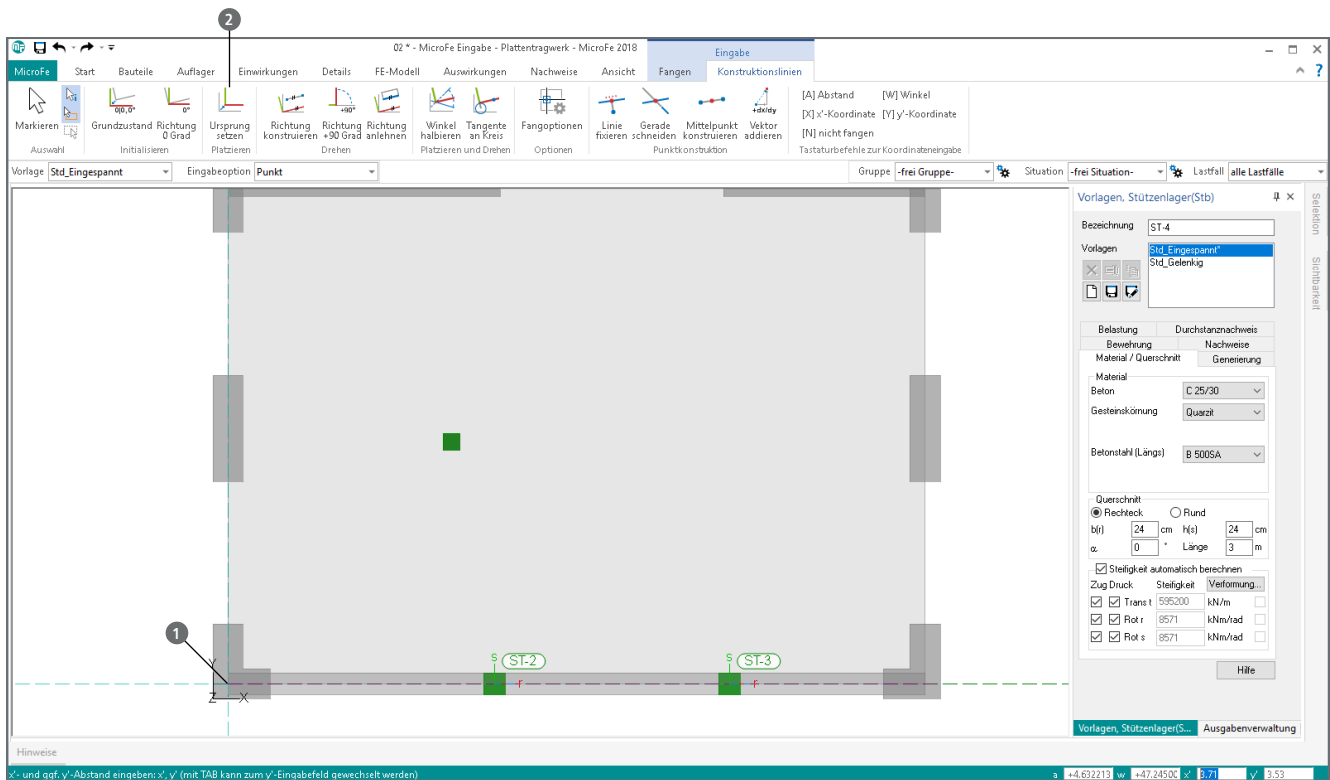 2
02 * - MicroFe Eingabe - Plattentragwerk - MicroFe 2018
Eingabe
MicroFe Start Bauteile Auflager Einwirkungen Details FE-Modell Auswirkungen Nachweise Ansicht Fangen Konstruktionslinien
?
0|0,0° 0° +90° +dx/dy
Markieren
Grundzustand
Richtung
0 Grad
Ursprung
setzen
Richtung
konstruieren
Richtung
+90 Grad
Richtung
anlehnen
Winkel
halbieren
Tangente
an Kreis
Fangoptionen
Linie
fixieren
Gerade
schneiden
Mittelpunkt
konstruieren
Vektor
addieren
[A] Abstand [W] Winkel
[X] x'-Koordinate [Y] y'-Koordinate
[N] nicht fangen
Auswahl Initialisieren Platzieren Drehen Platzieren und Drehen Optionen Punktkonstruktion Tastaturbefehle zur Koordinateneingabe
Vorlage Std_Eingespannt Eingabeoption Punkt Gruppe -frei Gruppe- Situation -frei Situation- Lastfall alle Lastfälle
1
Y
Z X
s ST-2
r
s ST-3
r
Vorlagen, Stützenlager(Stb)
Bezeichnung ST-4
Vorlagen Std_Eingespannt*
Std_Gelenkig
Belastung Durchstanznachweis
Bewehrung Nachweise
Material / Querschnitt Generierung
Material
Beton C 25/30
Gesteinskörnung Quarzit
Betonstahl (Längs) B 500SA
Querschnitt
Rechteck Rund
b(r) 24 cm h(s) 24 cm
α 0 ° Länge 3 m
Steifigkeit automatisch berechnen
Zug Druck Steifigkeit Verformung...
Trans t 595200 kN/m
Rot r 8571 kNm/rad
Rot s 8571 kNm/rad
Hilfe
Vorlagen, Stützenlager(S... Ausgabenverwaltung
Selektion
Sichtbarkeit
Hinweise
x'- und ggf. y'-Abstand eingeben: x', y' (mit TAB kann zum y'-Eingabefeld gewechselt werden) a +4.632213 w +47.2450C x' 3.71 y' 3.53